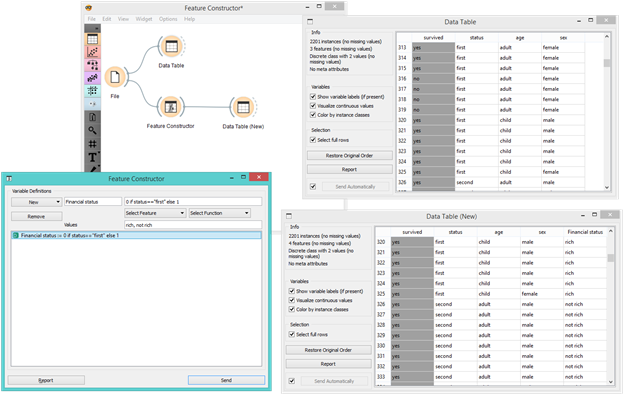 Feature Constructor*
File Edit View Widget Options Help
Data Table
File
Feature Constructor
Data Table (New)
Data Table
Info
2201 instances (no missing values)
3 features (no missing values)
Discrete class with 2 values (no
missing values)
No meta attributes
Variables
Show variable labels (if present)
Visualize continuous values
Color by instance classes
Selection
Select full rows
Restore Original Order
Report
Send Automatically
survived status age sex
313 yes first adult female
314 yes first adult female
315 yes first adult female
316 no first adult female
317 no first adult female
318 no first adult female
319 no first adult female
320 yes first child male
321 yes first child male
322 yes first child male
323 yes first child male
324 yes first child male
325 yes first child female
326 yes second adult male
Feature Constructor
Variable Definitions
New Financial status 0 if status=="first" else 1
Remove Select Feature Select Function
Values rich, not rich
Financial status := 0 if status=="first" else 1
Report Send
Data Table (New)
Info
2201 instances (no missing values)
4 features (no missing values)
Discrete class with 2 values (no
missing values)
No meta attributes
Variables
Show variable labels (if present)
Visualize continuous values
Color by instance classes
Selection
Select full rows
Restore Original Order
Report
Send Automatically
survived status age sex Financial status
320 yes first child male rich
321 yes first child male rich
322 yes first child male rich
323 yes first child male rich
324 yes first child male rich
325 yes first child female rich
326 yes second adult male not rich
327 yes second adult male not rich
328 yes second adult male not rich
329 yes second adult male not rich
330 yes second adult male not rich
331 yes second adult male not rich
332 yes second adult male not rich
333 yes second adult male not rich